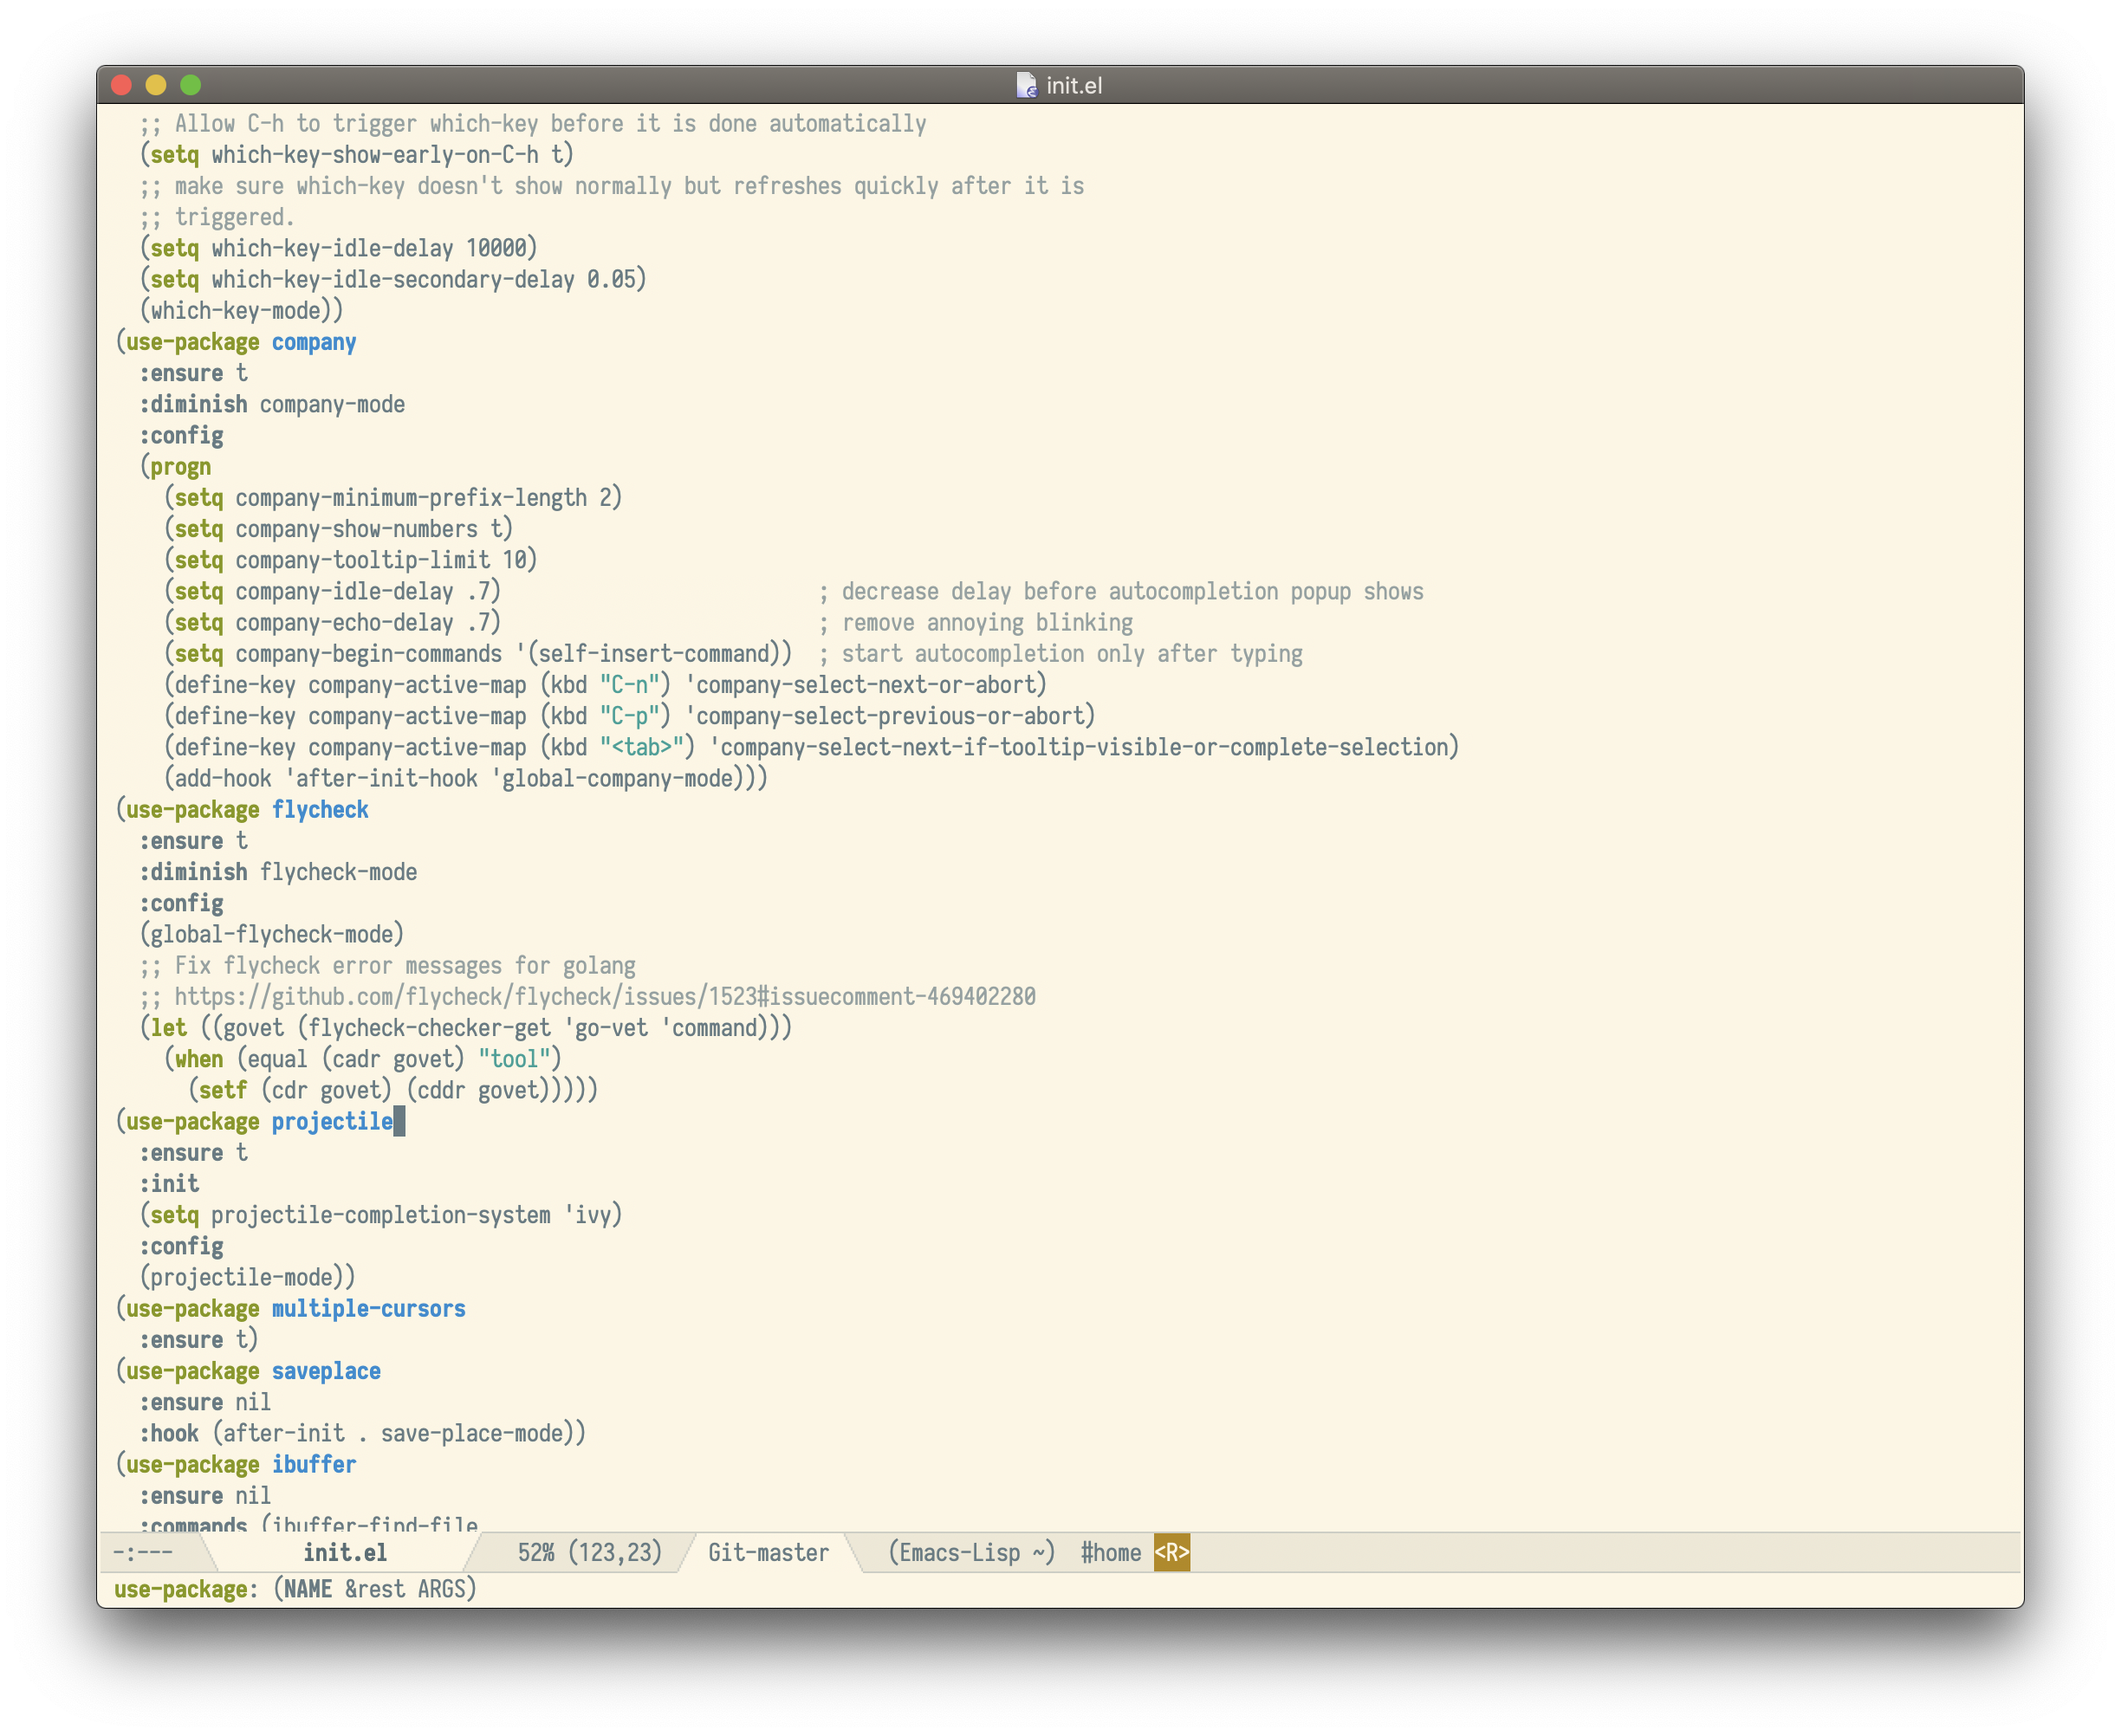 init.el
;; Allow C-h to trigger which-key before it is done automatically
(setq which-key-show-early-on-C-h t)
;; make sure which-key doesn't show normally but refreshes quickly after it is
;; triggered.
(setq which-key-idle-delay 10000)
(setq which-key-idle-secondary-delay 0.05)
(which-key-mode))
(use-package company
:ensure t
:diminish company-mode
:config
(progn
(setq company-minimum-prefix-length 2)
(setq company-show-numbers t)
(setq company-tooltip-limit 10)
(setq company-idle-delay .7) ; decrease delay before autocompletion popup shows
(setq company-echo-delay .7) ; remove annoying blinking
(setq company-begin-commands '(self-insert-command)) ; start autocompletion only after typing
(define-key company-active-map (kbd "C-n") 'company-select-next-or-abort)
(define-key company-active-map (kbd "C-p") 'company-select-previous-or-abort)
(define-key company-active-map (kbd "<tab>") 'company-select-next-if-tooltip-visible-or-complete-selection)
(add-hook 'after-init-hook 'global-company-mode)))
(use-package flycheck
:ensure t
:diminish flycheck-mode
:config
(global-flycheck-mode)
;; Fix flycheck error messages for golang
;; https://github.com/flycheck/flycheck/issues/1523#issuecomment-469402280
(let ((govet (flycheck-checker-get 'go-vet 'command)))
(when (equal (cadr govet) "tool")
(setf (cdr govet) (cddr govet)))))
(use-package projectile
:ensure t
:init
(setq projectile-completion-system 'ivy)
:config
(projectile-mode))
(use-package multiple-cursors
:ensure t)
(use-package saveplace
:ensure nil
:hook (after-init . save-place-mode))
(use-package ibuffer
:ensure nil
:commands (ibuffer-find-file
-:--- init.el 52% (123,23) Git-master (Emacs-Lisp ~) #home <R>
use-package: (NAME &rest ARGS)